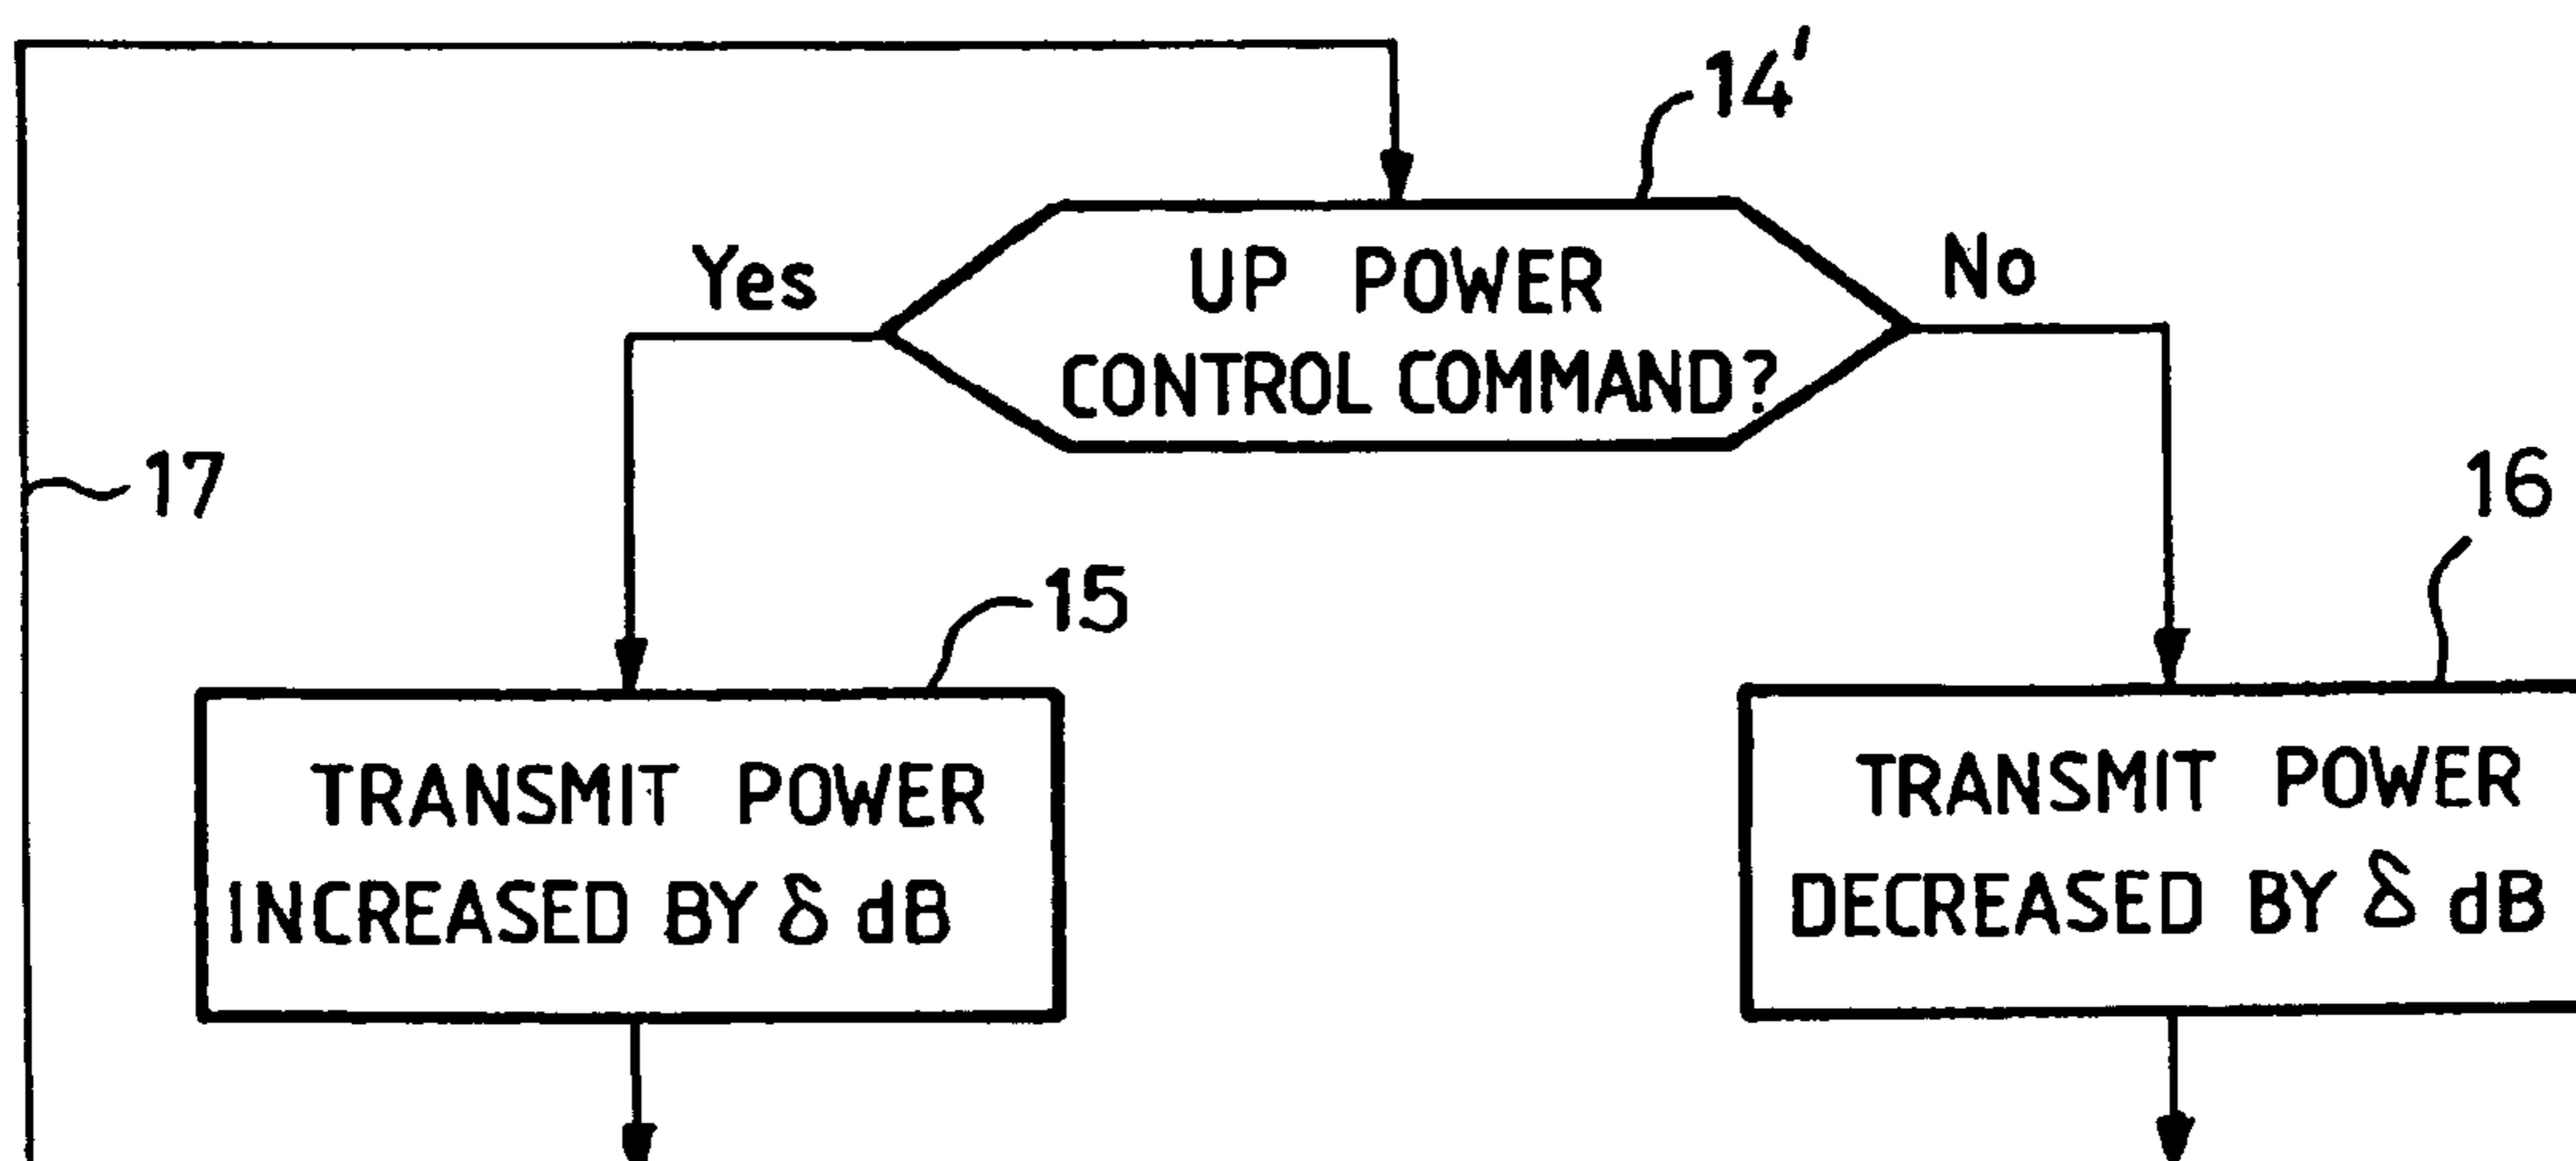 14'
Yes
UP POWER
CONTROL COMMAND?
No
17
16
15
TRANSMIT POWER
INCREASED BY δ dB
TRANSMIT POWER
DECREASED BY δ dB